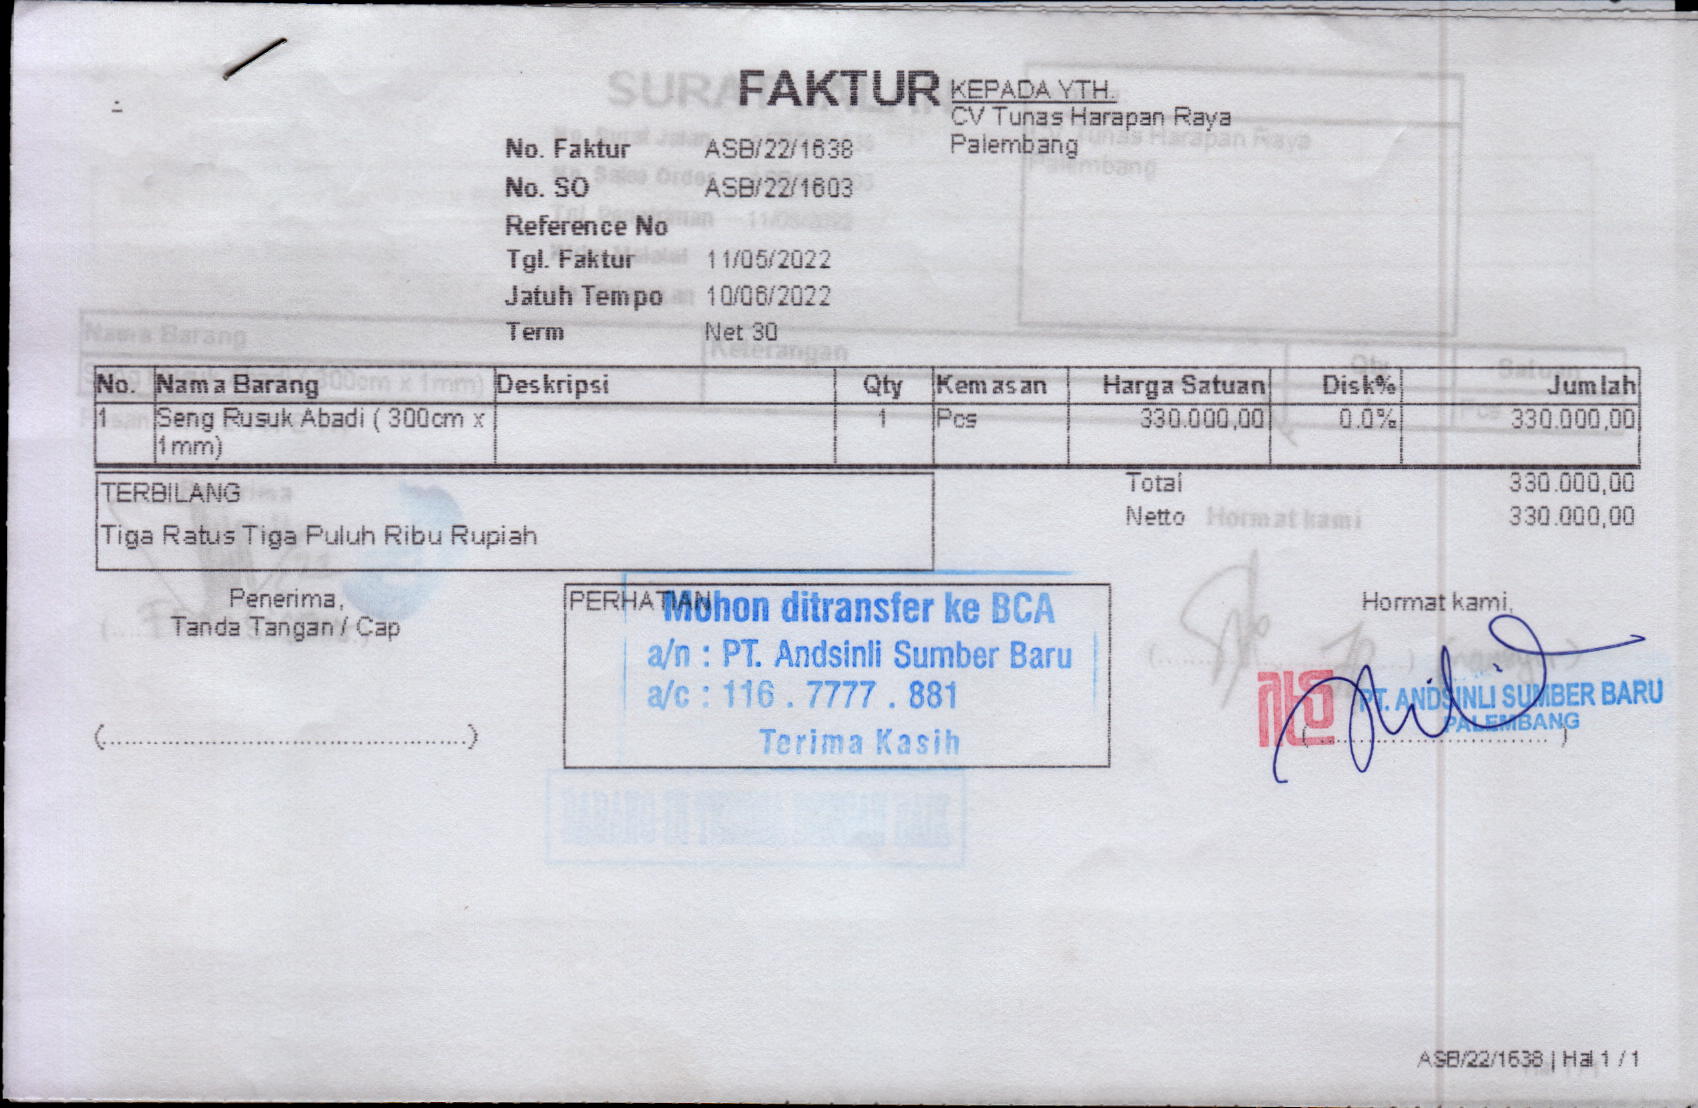 FAKTUR
KEPADA YTH.
CV Tunas Harapan Raya
Palembang
No. Faktur ASB/22/1638
No. SO ASB/22/1603
Reference No
Tgl. Faktur 11/05/2022
Jatuh Tempo 10/06/2022
Term Net 30
No. Nama Barang Deskripsi Qty Kemasan Harga Satuan Disk% Jumlah
1 Seng Rusuk Abadi ( 300cm x 1 Pcs 330.000,00 0.0% 330.000,00
1mm)
TERBILANG
Tiga Ratus Tiga Puluh Ribu Rupiah
Total 330.000,00
Netto 330.000,00
Penerima,
Tanda Tangan / Cap
(................................................)
PERHATIAN
Mohon ditransfer ke BCA
a/n : PT. Andsinli Sumber Baru
a/c : 116 . 7777 . 881
Terima Kasih
Hormat kami,
PT. ANDSINLI SUMBER BARU
PALEMBANG
ASB/22/1638 | Hal 1 / 1